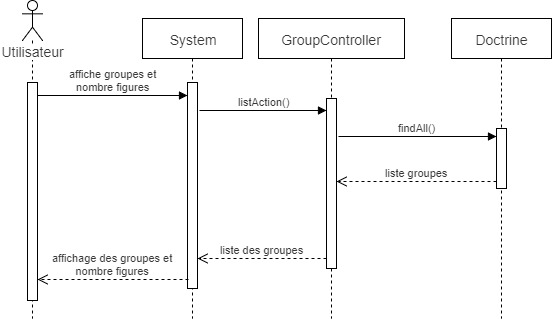 Utilisateur
System
GroupController
Doctrine
affiche groupes et
nombre figures
listAction()
findAll()
liste groupes
liste des groupes
affichage des groupes et
nombre figures